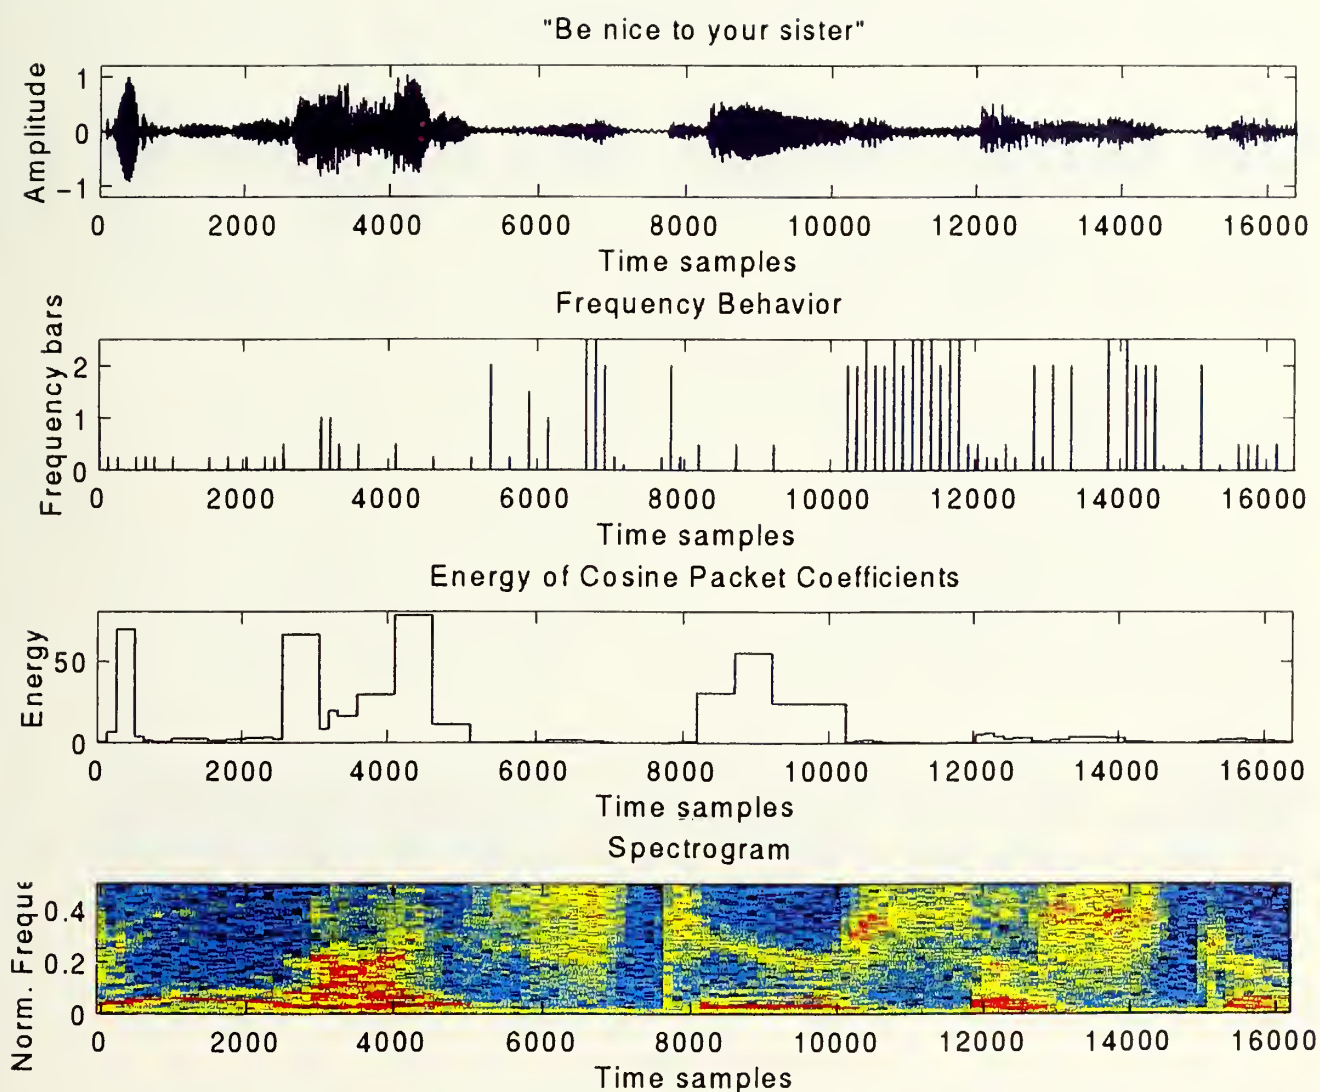 "Be nice to your sister"
Amplitude
1
0
−1
0 2000 4000 6000 8000 10000 12000 14000 16000
Time samples
Frequency Behavior
Frequency bars
2
1
0
0 2000 4000 6000 8000 10000 12000 14000 16000
Time samples
Energy of Cosine Packet Coefficients
Energy
50
0
0 2000 4000 6000 8000 10000 12000 14000 16000
Time samples
Spectrogram
Norm. Freque
0.4
0.2
0
0 2000 4000 6000 8000 10000 12000 14000 16000
Time samples